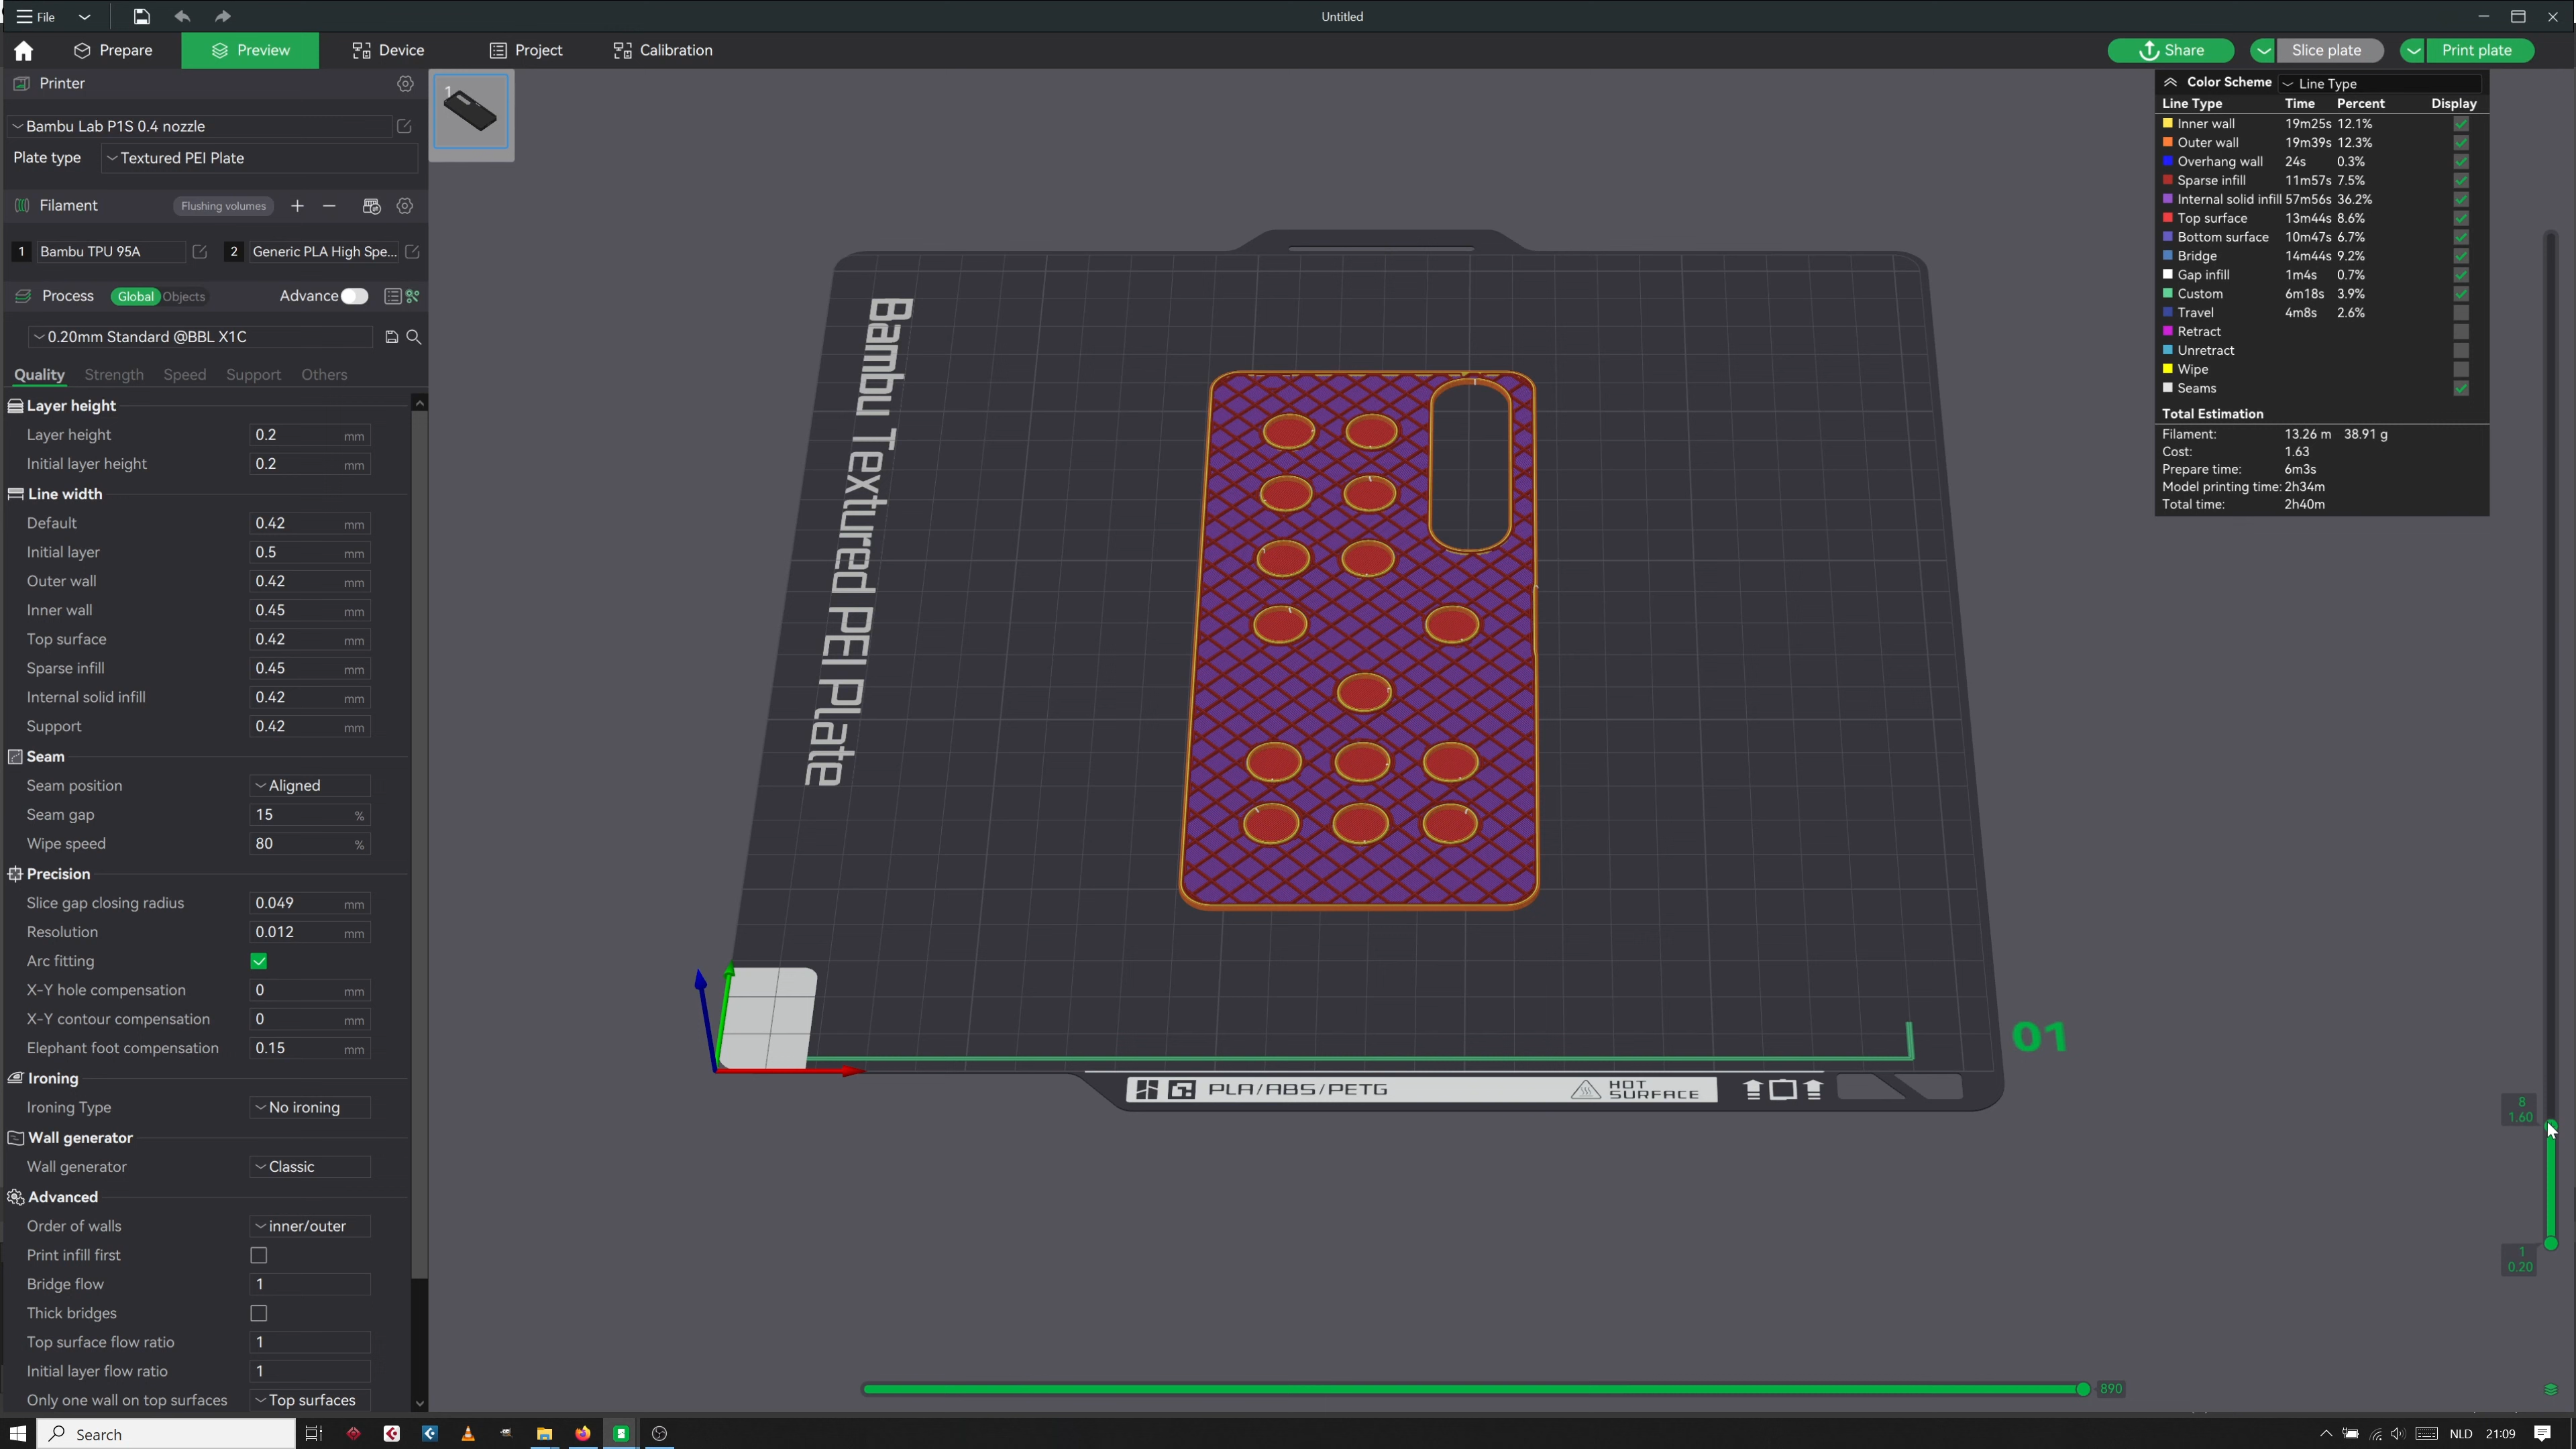 File
Untitled
Prepare
Preview
Device
Project
Calibration
Share
Slice plate
Print plate
Printer
Bambu Lab P1S 0.4 nozzle
Plate type
Textured PEI Plate
Filament
Flushing volumes
1 Bambu TPU 95A
2 Generic PLA High Spe...
Process
Global
Objects
Advance
0.20mm Standard @BBL X1C
Quality
Strength
Speed
Support
Others
Layer height
Layer height 0.2 mm
Initial layer height 0.2 mm
Line width
Default 0.42 mm
Initial layer 0.5 mm
Outer wall 0.42 mm
Inner wall 0.45 mm
Top surface 0.42 mm
Sparse infill 0.45 mm
Internal solid infill 0.42 mm
Support 0.42 mm
Seam
Seam position Aligned
Seam gap 15 %
Wipe speed 80 %
Precision
Slice gap closing radius 0.049 mm
Resolution 0.012 mm
Arc fitting
X-Y hole compensation 0 mm
X-Y contour compensation 0 mm
Elephant foot compensation 0.15 mm
Ironing
Ironing Type No ironing
Wall generator
Wall generator Classic
Advanced
Order of walls inner/outer
Print infill first
Bridge flow 1
Thick bridges
Top surface flow ratio 1
Initial layer flow ratio 1
Only one wall on top surfaces Top surfaces
1
Bambu Textured PEI Plate
PLA/ABS/PETG
HOT
SURFACE
01
Color Scheme Line Type
Line Type Time Percent Display
Inner wall 19m25s 12.1%
Outer wall 19m39s 12.3%
Overhang wall 24s 0.3%
Sparse infill 11m57s 7.5%
Internal solid infill 57m56s 36.2%
Top surface 13m44s 8.6%
Bottom surface 10m47s 6.7%
Bridge 14m44s 9.2%
Gap infill 1m4s 0.7%
Custom 6m18s 3.9%
Travel 4m8s 2.6%
Retract
Unretract
Wipe
Seams
Total Estimation
Filament: 13.26 m 38.91 g
Cost: 1.63
Prepare time: 6m3s
Model printing time: 2h34m
Total time: 2h40m
8
1.60
1
0.20
890
Search
NLD
21:09